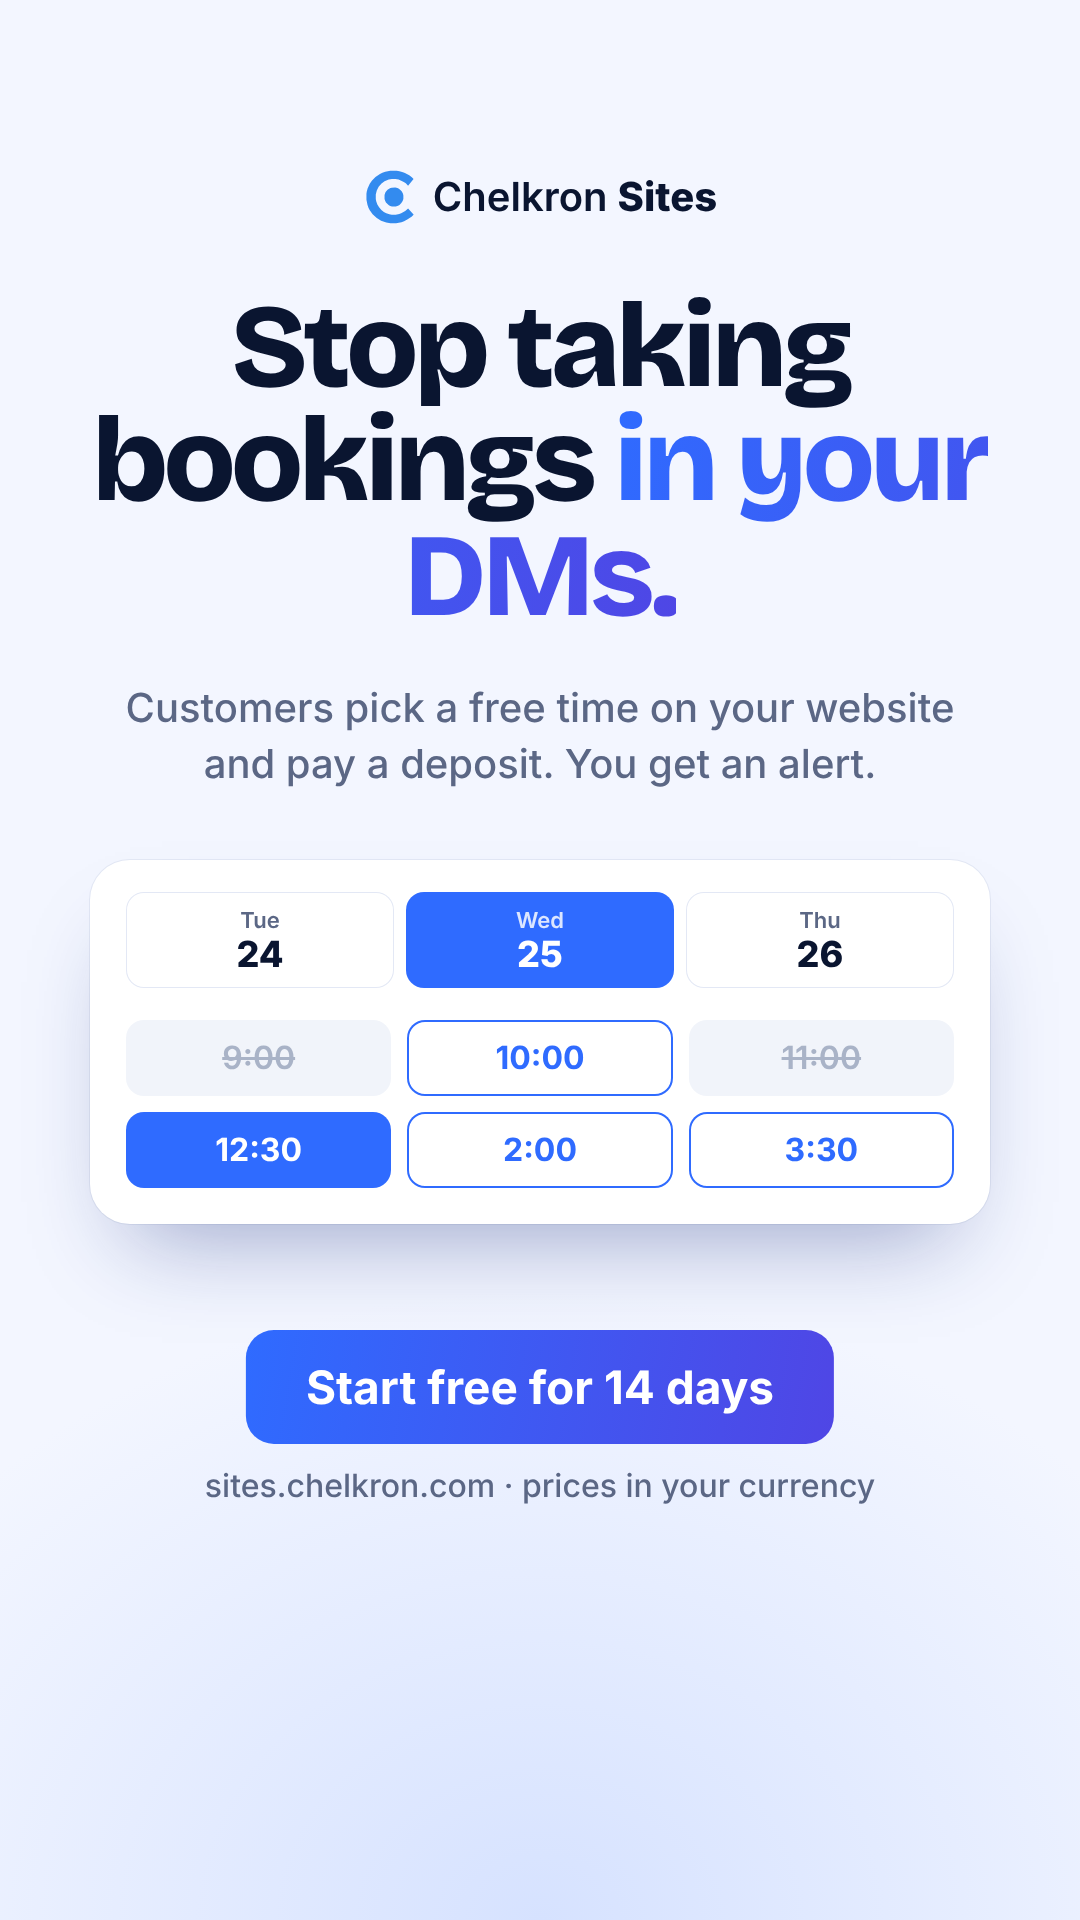 Chelkron Sites
Stop taking
bookings in your
DMs.
Customers pick a free time on your website
and pay a deposit. You get an alert.
Tue Wed Thu
24 25 26
9:00 10:00 11:00
12:30 2:00 3:30
Start free for 14 days
sites.chelkron.com · prices in your currency